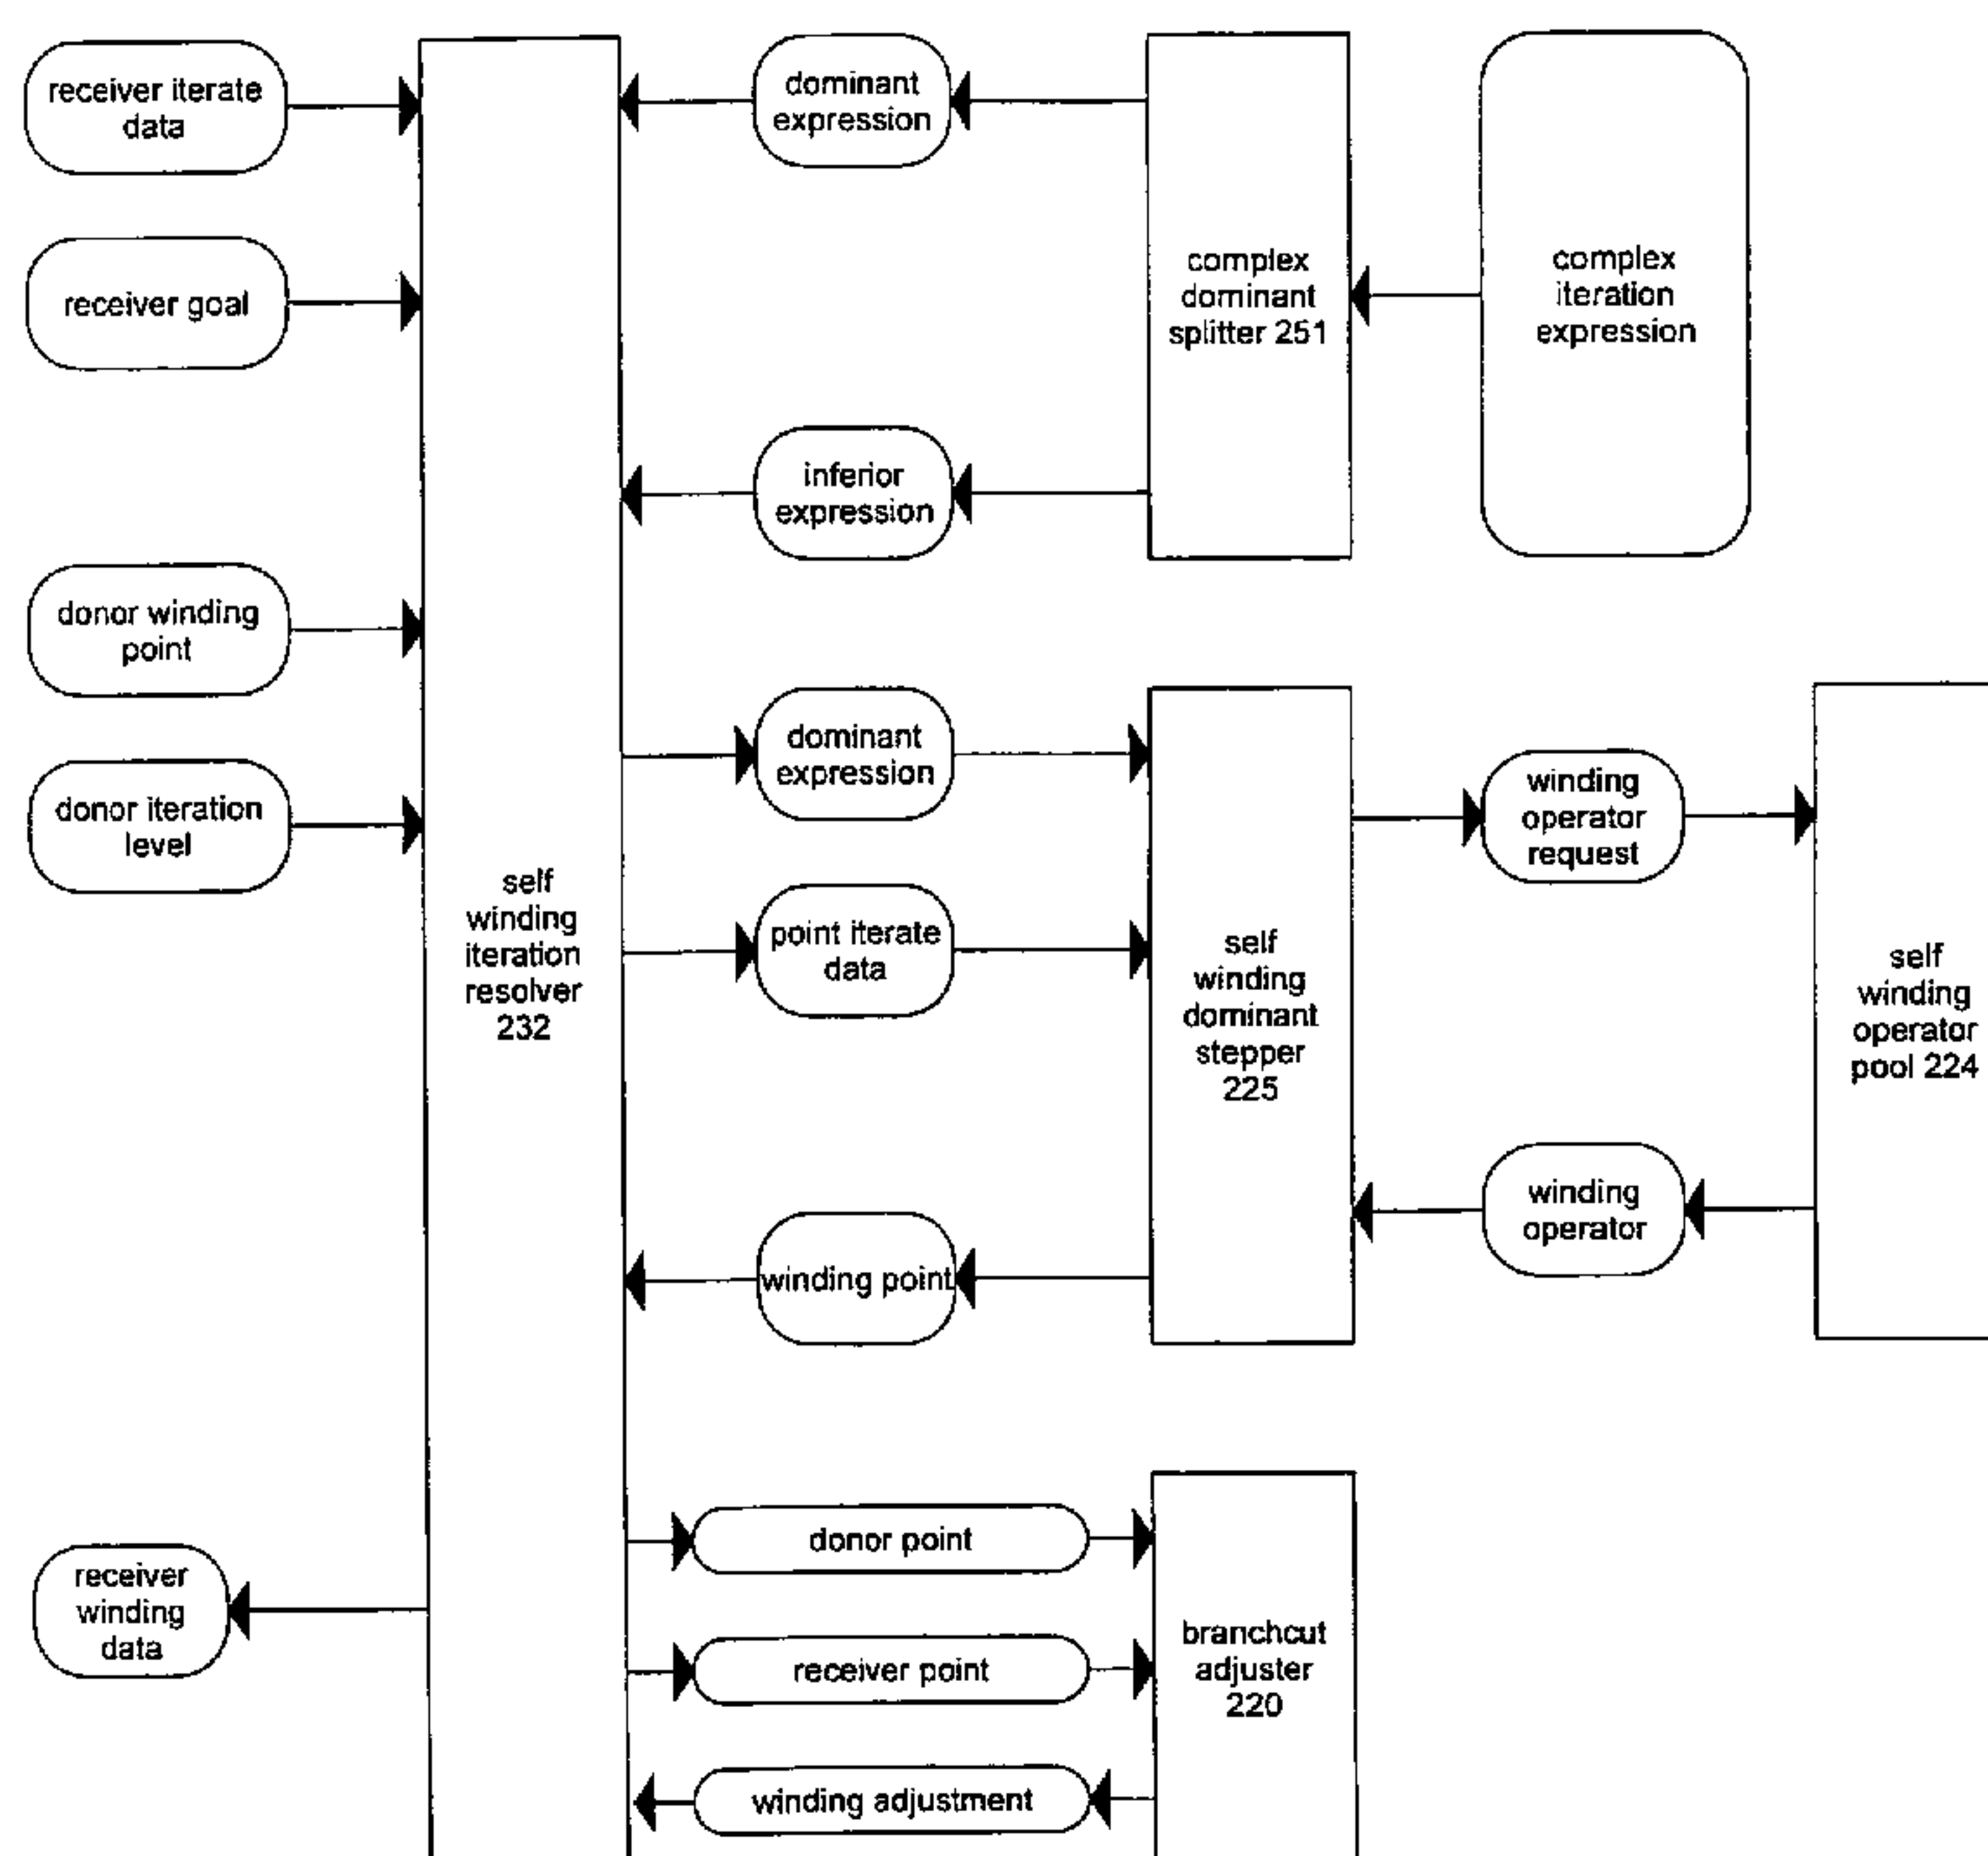 receiver iterate
data
dominant
expression
receiver goal
complex
dominant
splitter 251
complex
iteration
expression
inferior
expression
donor winding
point
donor iteration
level
dominant
expression
winding
operator
request
self
winding
iteration
resolver
232
point iterate
data
self
winding
dominant
stepper
225
self
winding
operator
pool 224
winding point
winding
operator
donor point
receiver
winding
data
receiver point
branchcut
adjuster
220
winding adjustment